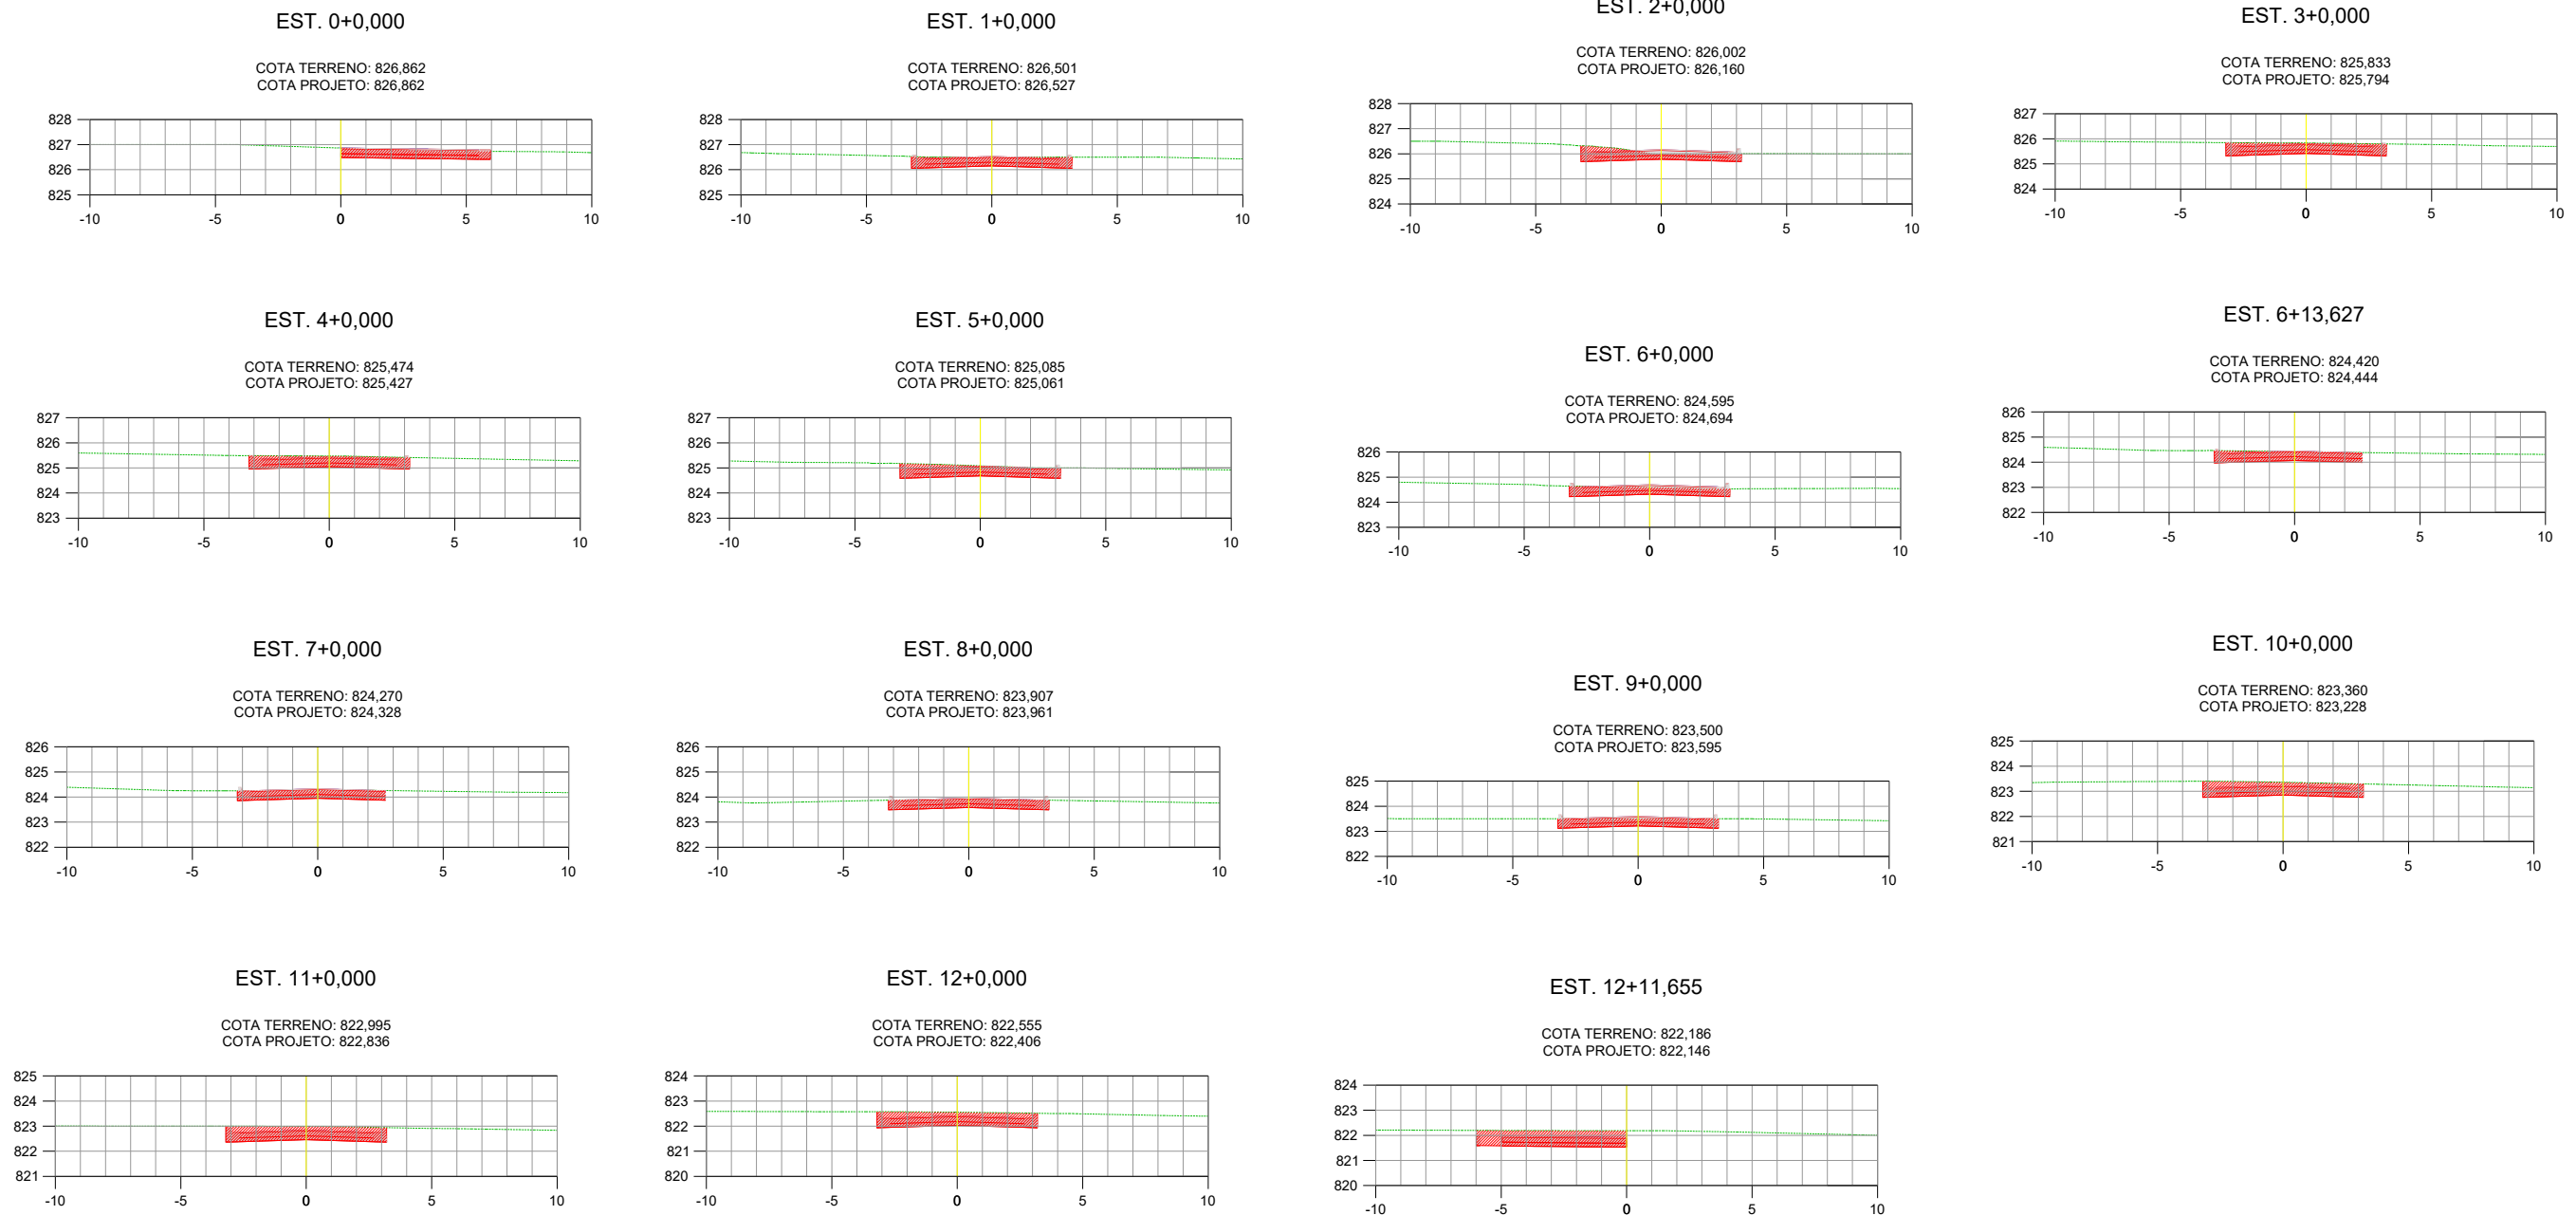 EST. 0+0,000
COTA TERRENO: 826,862
COTA PROJETO: 826,862
828
827
826
825
-10 -5 0 5 10
EST. 1+0,000
COTA TERRENO: 826,501
COTA PROJETO: 826,527
828
827
826
825
-10 -5 0 5 10
EST. 2+0,000
COTA TERRENO: 826,002
COTA PROJETO: 826,160
828
827
826
825
824
-10 -5 0 5 10
EST. 3+0,000
COTA TERRENO: 825,833
COTA PROJETO: 825,794
827
826
825
824
-10 -5 0 5 10
EST. 4+0,000
COTA TERRENO: 825,474
COTA PROJETO: 825,427
827
826
825
824
823
-10 -5 0 5 10
EST. 5+0,000
COTA TERRENO: 825,085
COTA PROJETO: 825,061
827
826
825
824
823
-10 -5 0 5 10
EST. 6+0,000
COTA TERRENO: 824,595
COTA PROJETO: 824,694
826
825
824
823
-10 -5 0 5 10
EST. 6+13,627
COTA TERRENO: 824,420
COTA PROJETO: 824,444
826
825
824
823
822
-10 -5 0 5 10
EST. 7+0,000
COTA TERRENO: 824,270
COTA PROJETO: 824,328
826
825
824
823
822
-10 -5 0 5 10
EST. 8+0,000
COTA TERRENO: 823,907
COTA PROJETO: 823,961
826
825
824
823
822
-10 -5 0 5 10
EST. 9+0,000
COTA TERRENO: 823,500
COTA PROJETO: 823,595
825
824
823
822
-10 -5 0 5 10
EST. 10+0,000
COTA TERRENO: 823,360
COTA PROJETO: 823,228
825
824
823
822
821
-10 -5 0 5 10
EST. 11+0,000
COTA TERRENO: 822,995
COTA PROJETO: 822,836
825
824
823
822
821
-10 -5 0 5 10
EST. 12+0,000
COTA TERRENO: 822,555
COTA PROJETO: 822,406
824
823
822
821
820
-10 -5 0 5 10
EST. 12+11,655
COTA TERRENO: 822,186
COTA PROJETO: 822,146
824
823
822
821
820
-10 -5 0 5 10